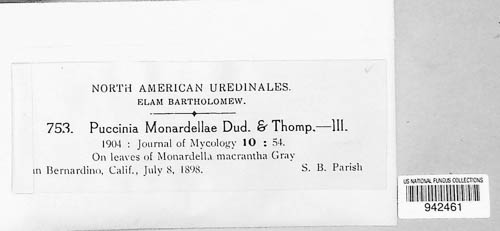 NORTH AMERICAN UREDINALES.
ELAM BARTHOLOMEW.
753. Puccinia Monardellae Dud. & Thomp.—III.
1904 : Journal of Mycology 10 : 54.
On leaves of Monardella macrantha Gray
n Bernardino, Calif., July 8, 1898. S. B. Parish
US NATIONAL FUNGUS COLLECTIONS
942461